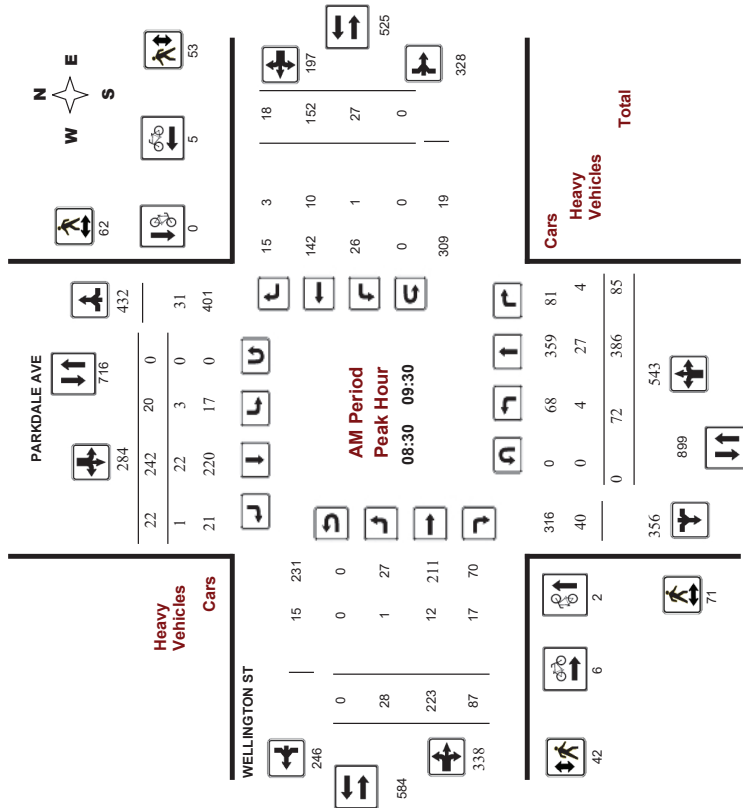 N
W E
S
62
53
0
5
PARKDALE AVE
716
284
432
22 242 20 0
1 22 3 0 31
21 220 17 0 401
Heavy
Vehicles
Cars
WELLINGTON ST
246
15 231
0 0 0
28 1 27
223 12 211
87 17 70
584
338
AM Period
Peak Hour
08:30 09:30
15 3 18
142 10 152
26 1 27
0 0 0
309 19
197
525
328
316 0 68 359 81 Cars
40 0 4 27 4 Heavy
Vehicles
0 72 386 85 Total
356
543
899
42
6
2
71